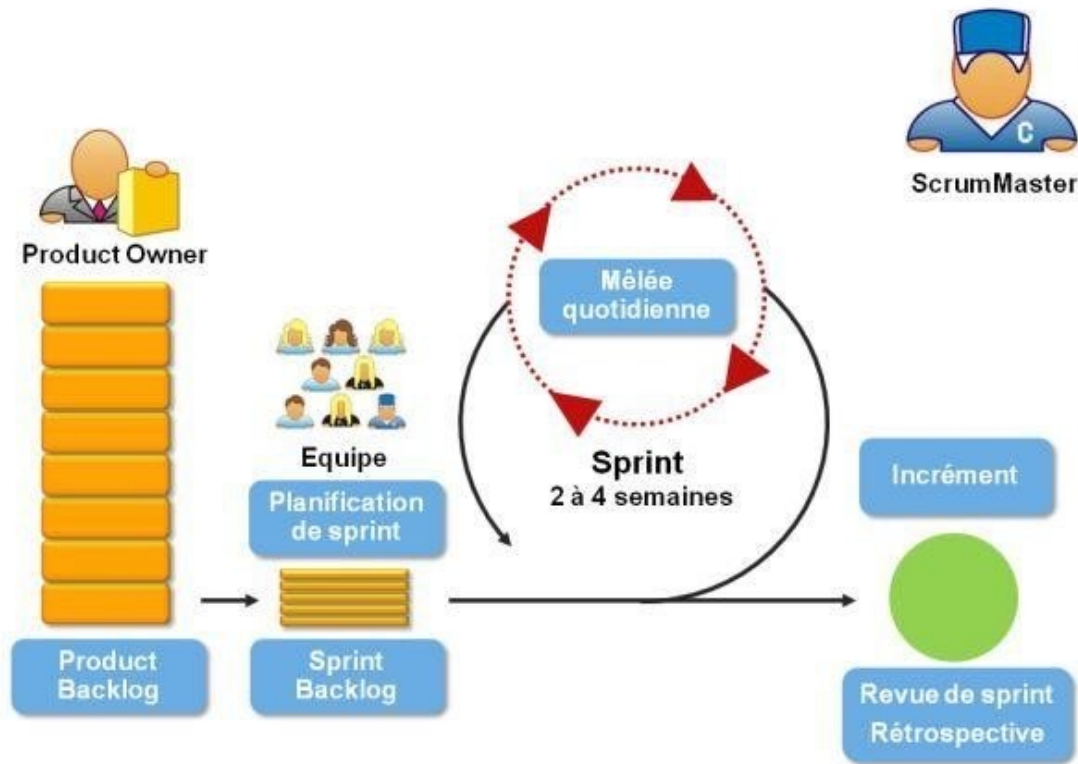 C
ScrumMaster
Product Owner
Mêlée
quotidienne
Equipe
Sprint
2 à 4 semaines
Planification
de sprint
Incrément
Product
Backlog
Sprint
Backlog
Revue de sprint
Rétrospective